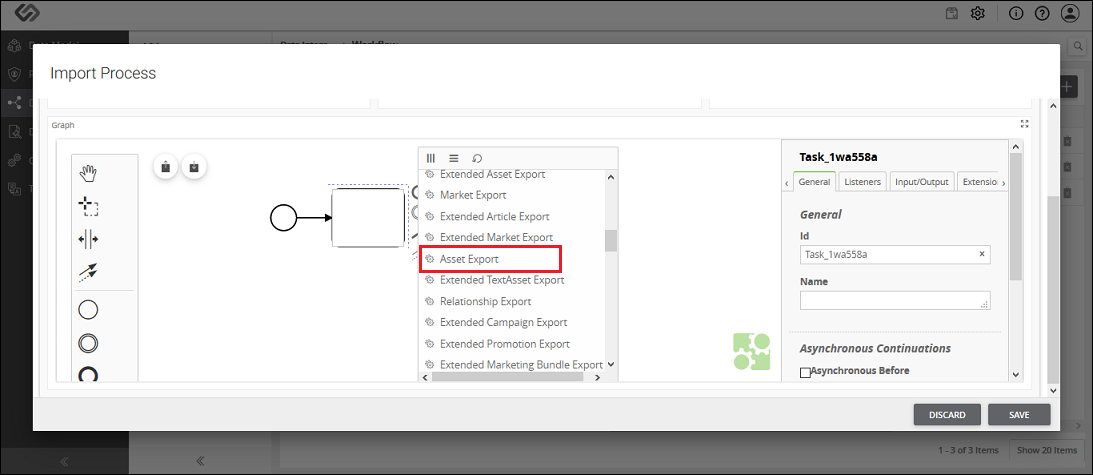 Workflow
Import Process
Graph
Extended Asset Export
Market Export
Extended Article Export
Extended Market Export
Asset Export
Extended TextAsset Export
Relationship Export
Extended Campaign Export
Extended Promotion Export
Extended Marketing Bundle Export
Task_1wa558a
General Listeners Input/Output Extension
General
Id
Task_1wa558a
Name
Asynchronous Continuations
Asynchronous Before
DISCARD SAVE
1 - 3 of 3 Items Show 20 Items